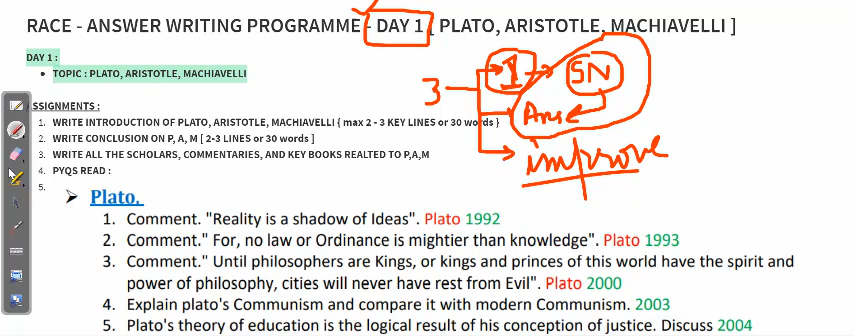 RACE - ANSWER WRITING PROGRAMME - DAY 1 [ PLATO, ARISTOTLE, MACHIAVELLI ]
DAY 1 :
• TOPIC : PLATO, ARISTOTLE, MACHIAVELLI
3
I
SN
Ans
improve
SSIGNMENTS :
1. WRITE INTRODUCTION OF PLATO, ARISTOTLE, MACHIAVELLI { max 2 - 3 KEY LINES or 30 words }
2. WRITE CONCLUSION ON P, A, M [ 2-3 LINES or 30 words ]
3. WRITE ALL THE SCHOLARS, COMMENTARIES, AND KEY BOOKS REALTED TO P,A,M
4. PYQS READ :
5.
➢ Plato.
1. Comment. "Reality is a shadow of Ideas". Plato 1992
2. Comment." For, no law or Ordinance is mightier than knowledge". Plato 1993
3. Comment." Until philosophers are Kings, or kings and princes of this world have the spirit and
power of philosophy, cities will never have rest from Evil". Plato 2000
4. Explain plato's Communism and compare it with modern Communism. 2003
5. Plato's theory of education is the logical result of his conception of justice. Discuss 2004